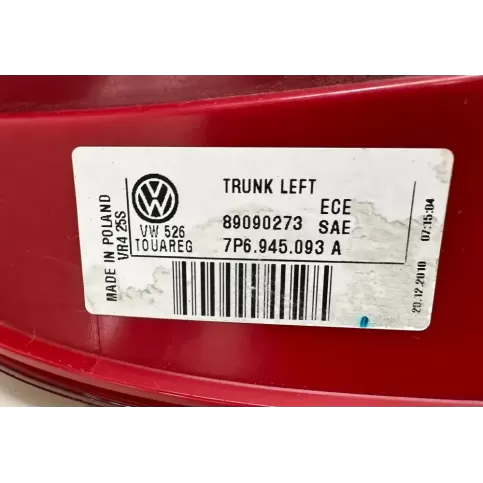 MADE IN POLAND
VR4 25S
VW 526
TOUAREG
TRUNK LEFT
ECE
89090273 SAE
7P6.945.093 A
20.12.2010 07:15:04